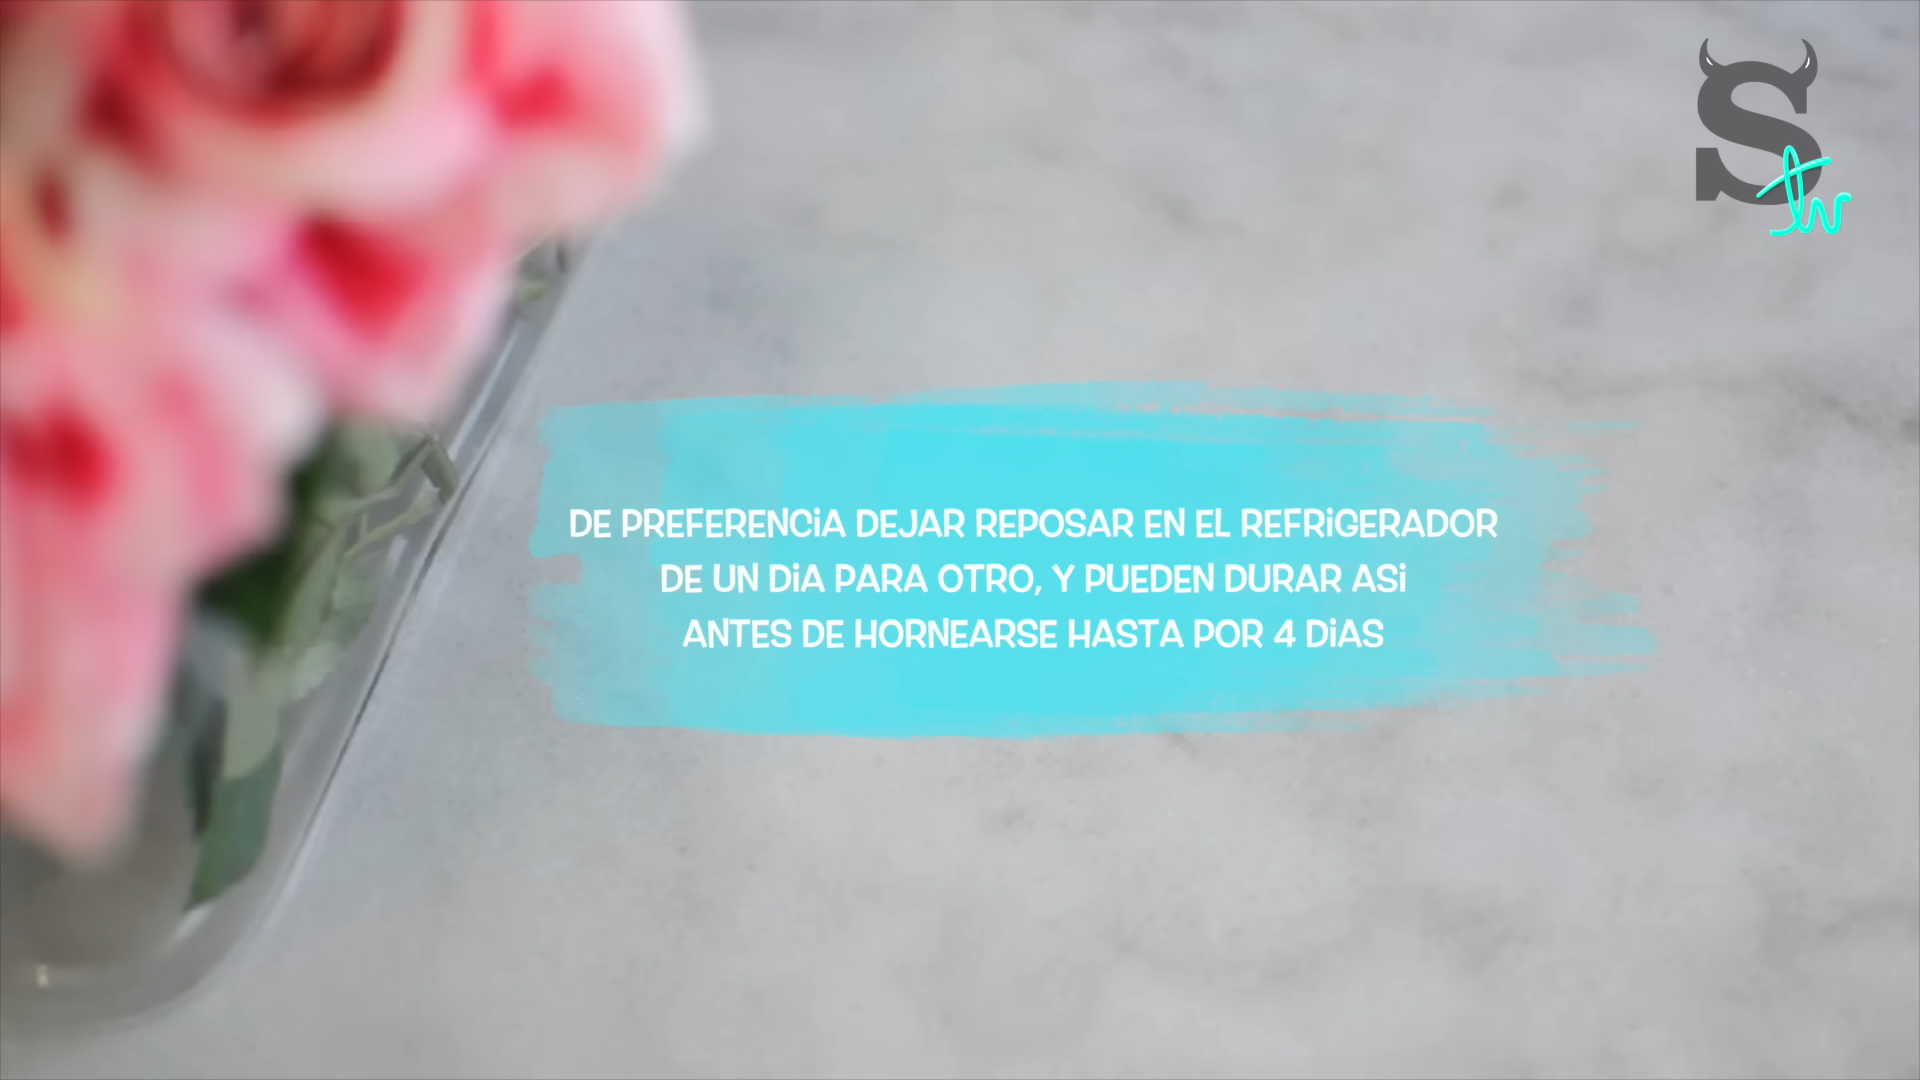 S
tv
DE PREFERENCiA DEJAR REPOSAR EN EL REFRiGERADOR
DE UN DiA PARA OTRO, Y PUEDEN DURAR ASi
ANTES DE HORNEARSE HASTA POR 4 DiAS